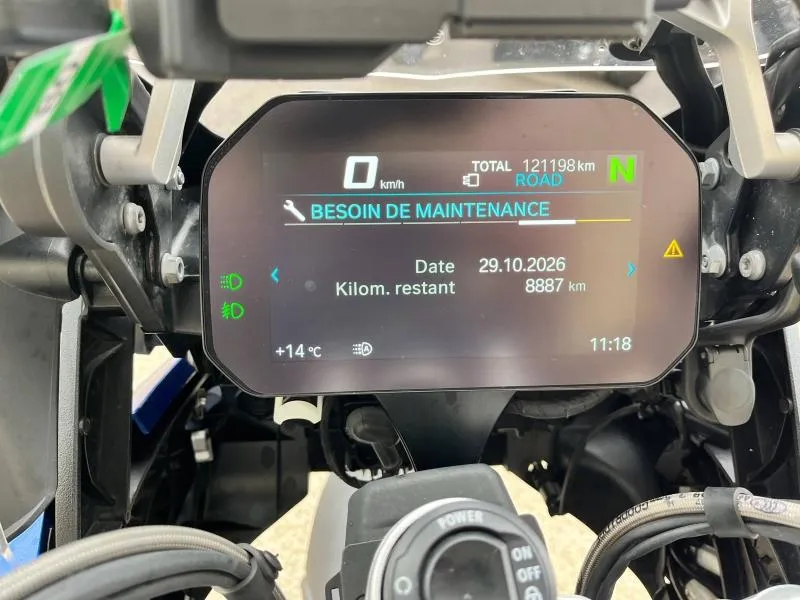 0 km/h
TOTAL 121198 km
ROAD
N
BESOIN DE MAINTENANCE
Date 29.10.2026
Kilom. restant 8887 km
+14 °C
11:18
POWER
ON
OFF